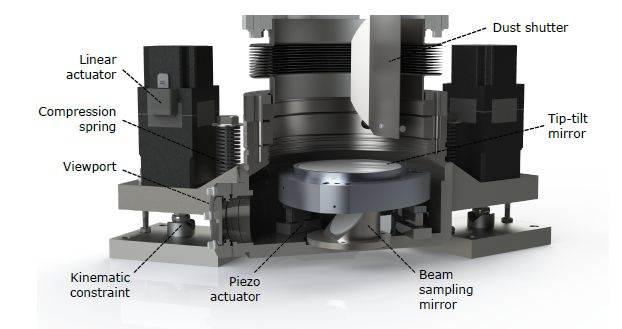 Dust shutter
Linear
actuator
Compression
spring
Tip-tilt
mirror
Viewport
Kinematic
constraint
Piezo
actuator
Beam
sampling
mirror